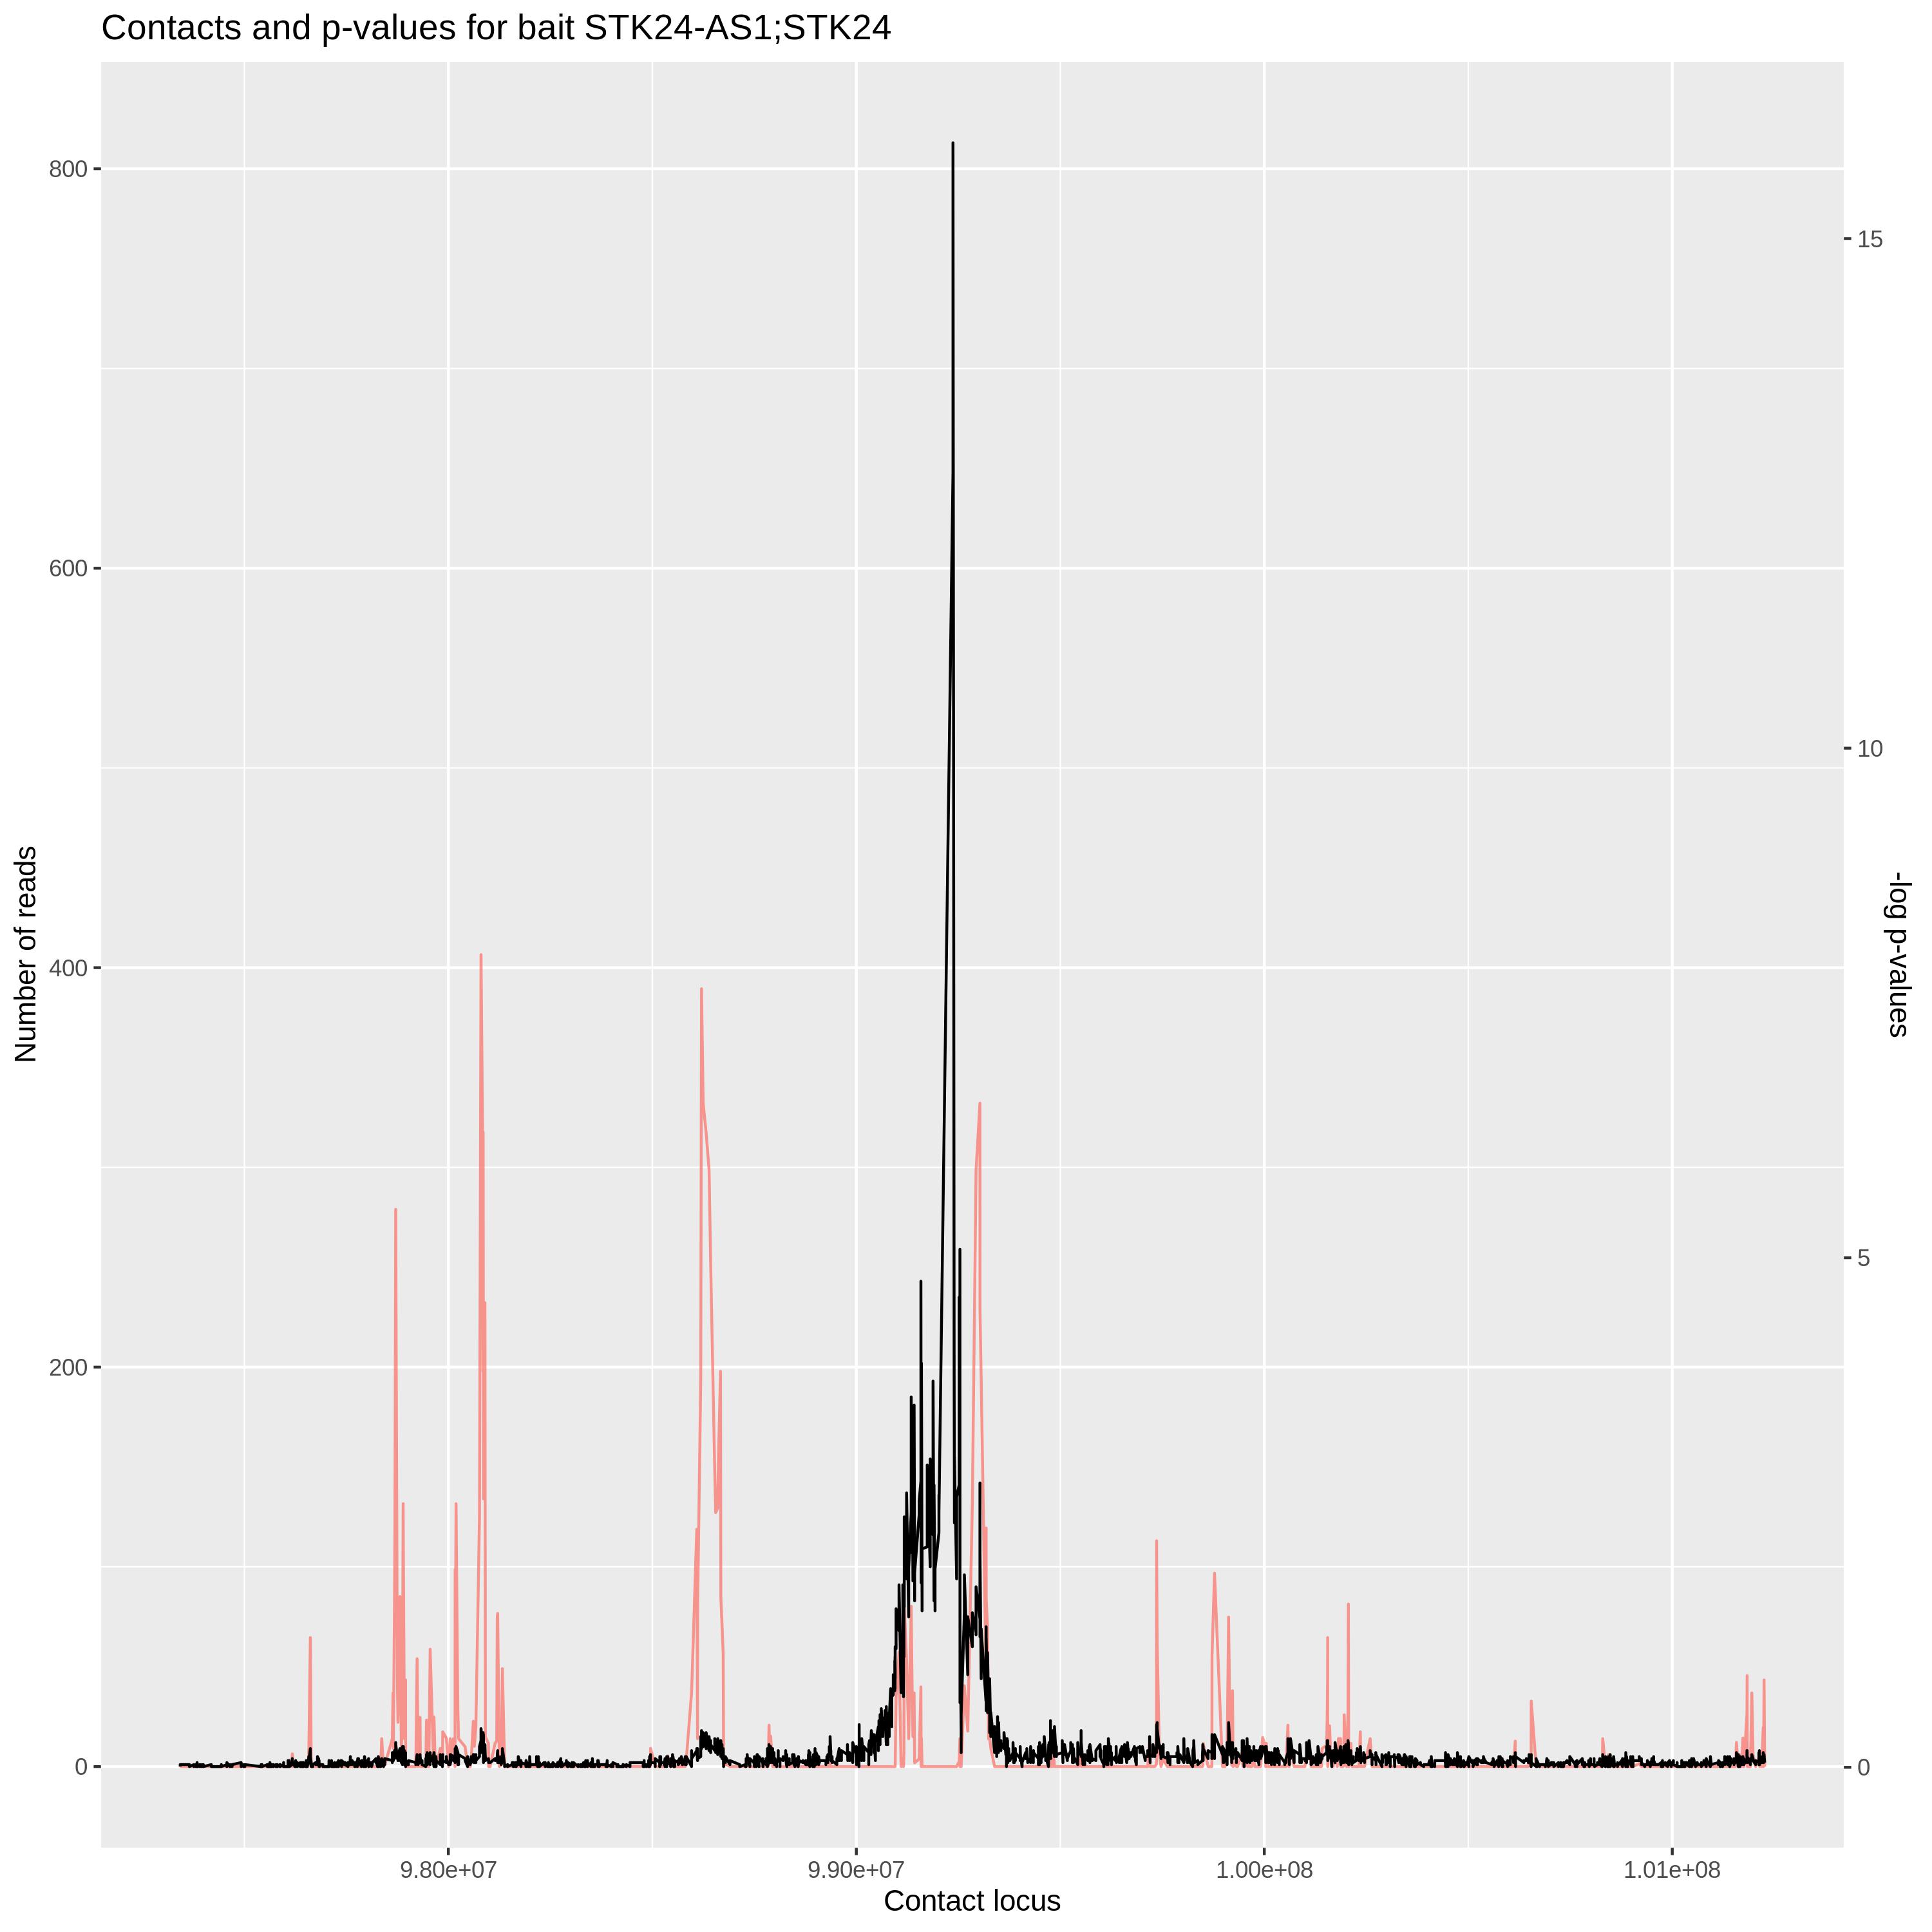 Contacts and p-values for bait STK24-AS1;STK24
800
600
400
200
0
Number of reads
15
10
5
0
-log p-values
9.80e+07
9.90e+07
1.00e+08
1.01e+08
Contact locus